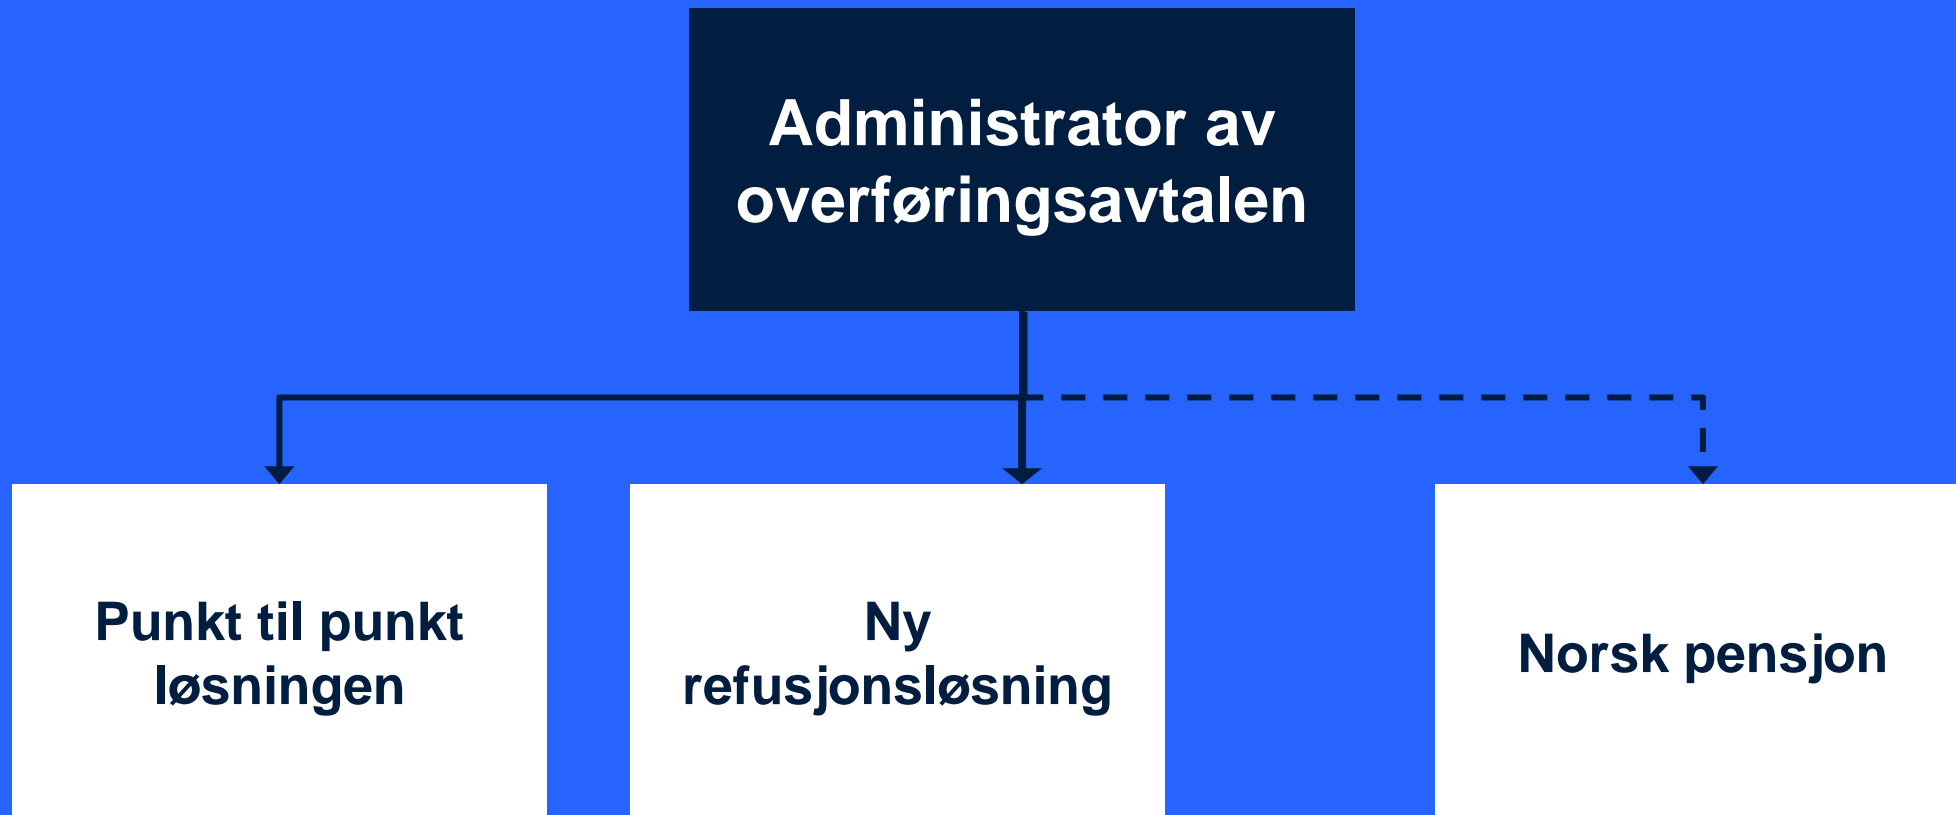 Administrator av
overføringsavtalen
Punkt til punkt
løsningen
Ny
refusjonsløsning
Norsk pensjon